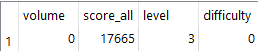 volume score_all level difficulty
1 0 17665 3 0